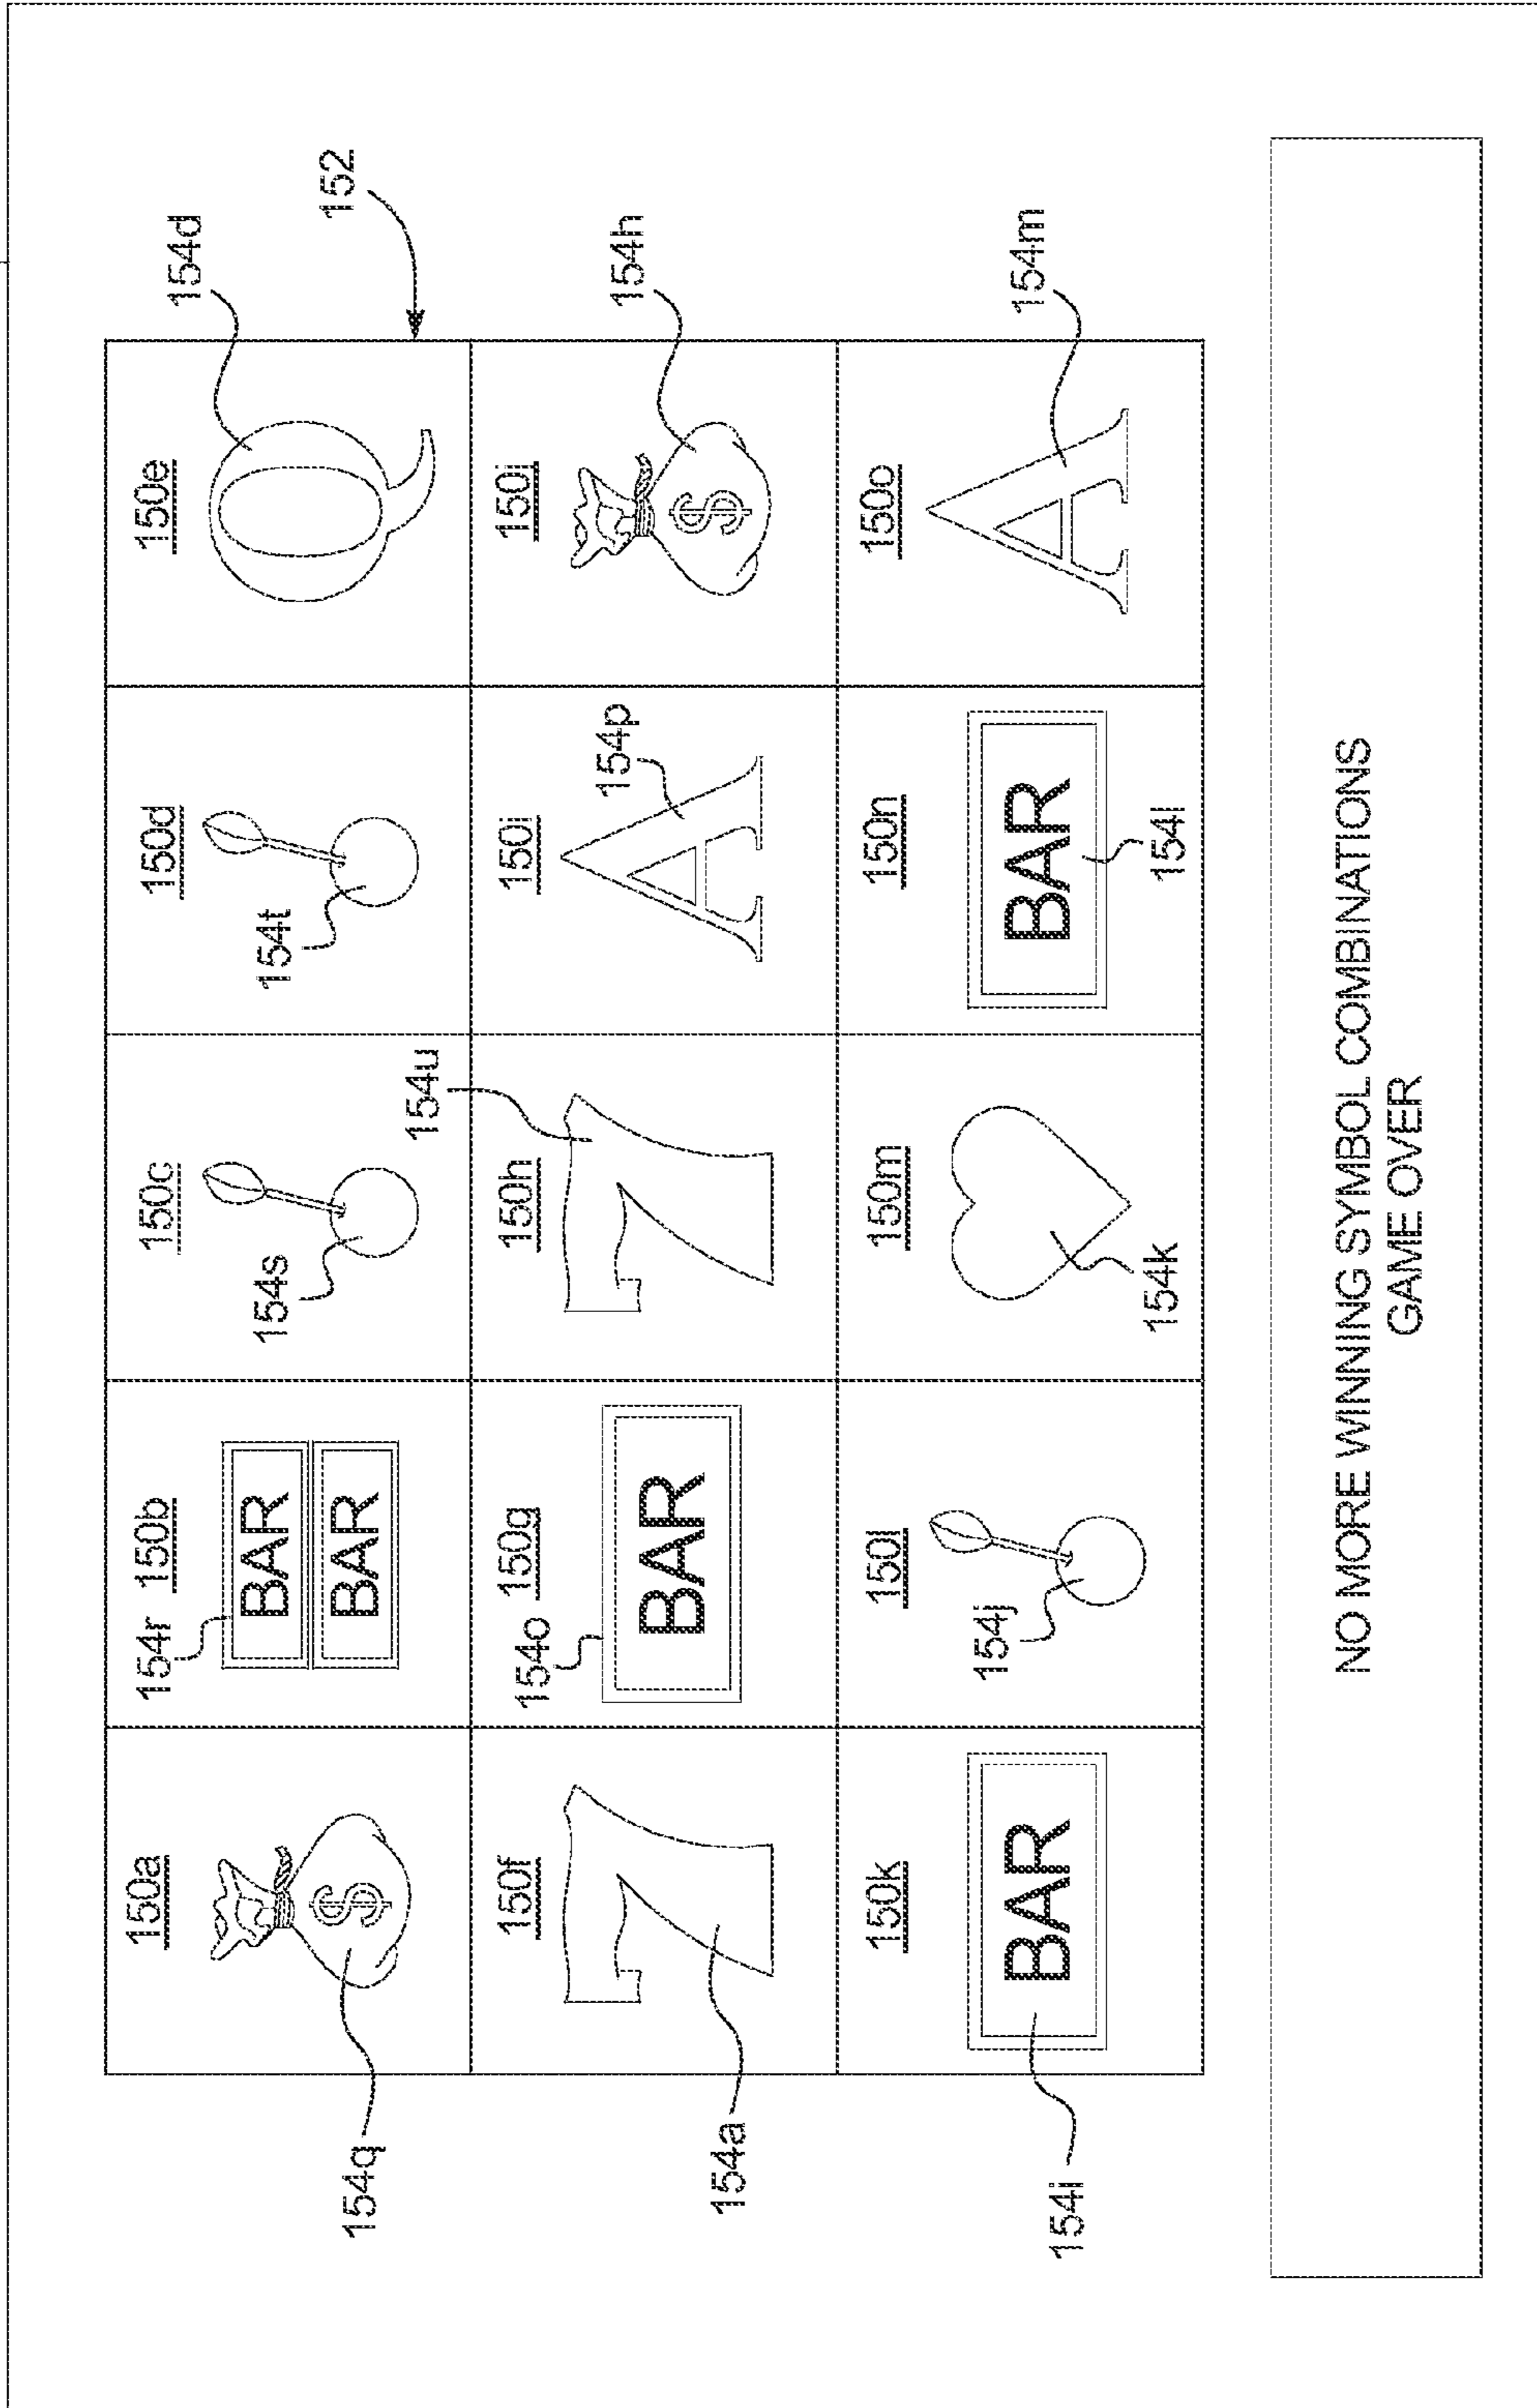 154r 150b
150a
150c
150d
150e
154d
152
BAR
BAR
154s
154t
154q
$
150f
154o 150g
150h
154u
150i
154p
150j
154h
BAR
$
154a
150k
150l
150m
150n
150o
154m
BAR
154j
BAR
154i
154k
154l
Q
7
7
A
A
NO MORE WINNING SYMBOL COMBINATIONS
GAME OVER